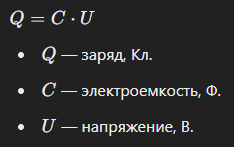 Q = C · U
• Q — заряд, Кл.
• C — электроемкость, Ф.
• U — напряжение, В.